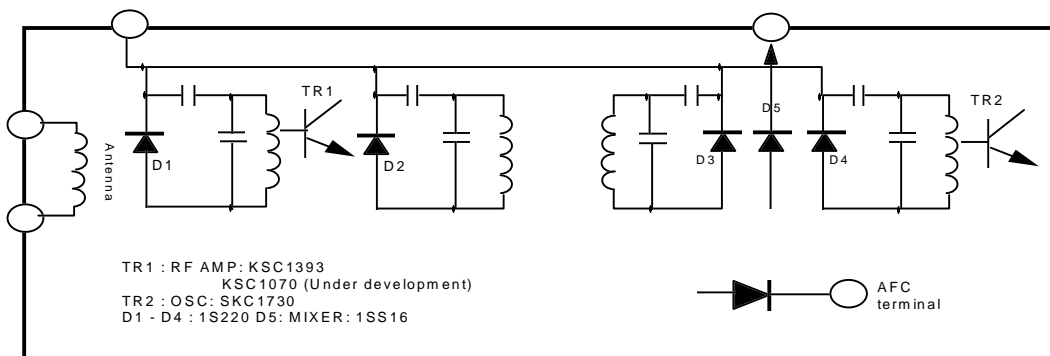 TR1
D5
TR2
Antenna
D1
D2
D3
D4
TR1 : RF AMP: KSC1393
KSC1070 (Under development)
TR2 : OSC: SKC1730
D1 - D4 : 1S220 D5: MIXER: 1SS16
AFC
terminal